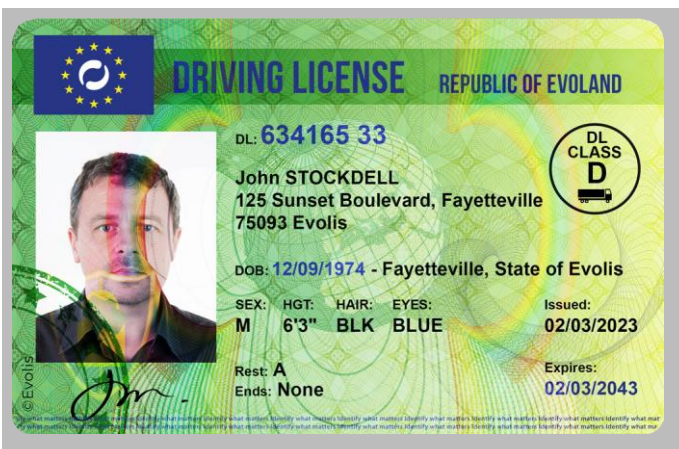 DRIVING LICENSE REPUBLIC OF EVOLAND
DL: 634165 33
DL
CLASS
D
John STOCKDELL
125 Sunset Boulevard, Fayetteville
75093 Evolis
DOB: 12/09/1974 - Fayetteville, State of Evolis
SEX: HGT: HAIR: EYES: Issued:
M 6'3" BLK BLUE 02/03/2023
Rest: A Expires:
Ends: None 02/03/2043
©Evolis